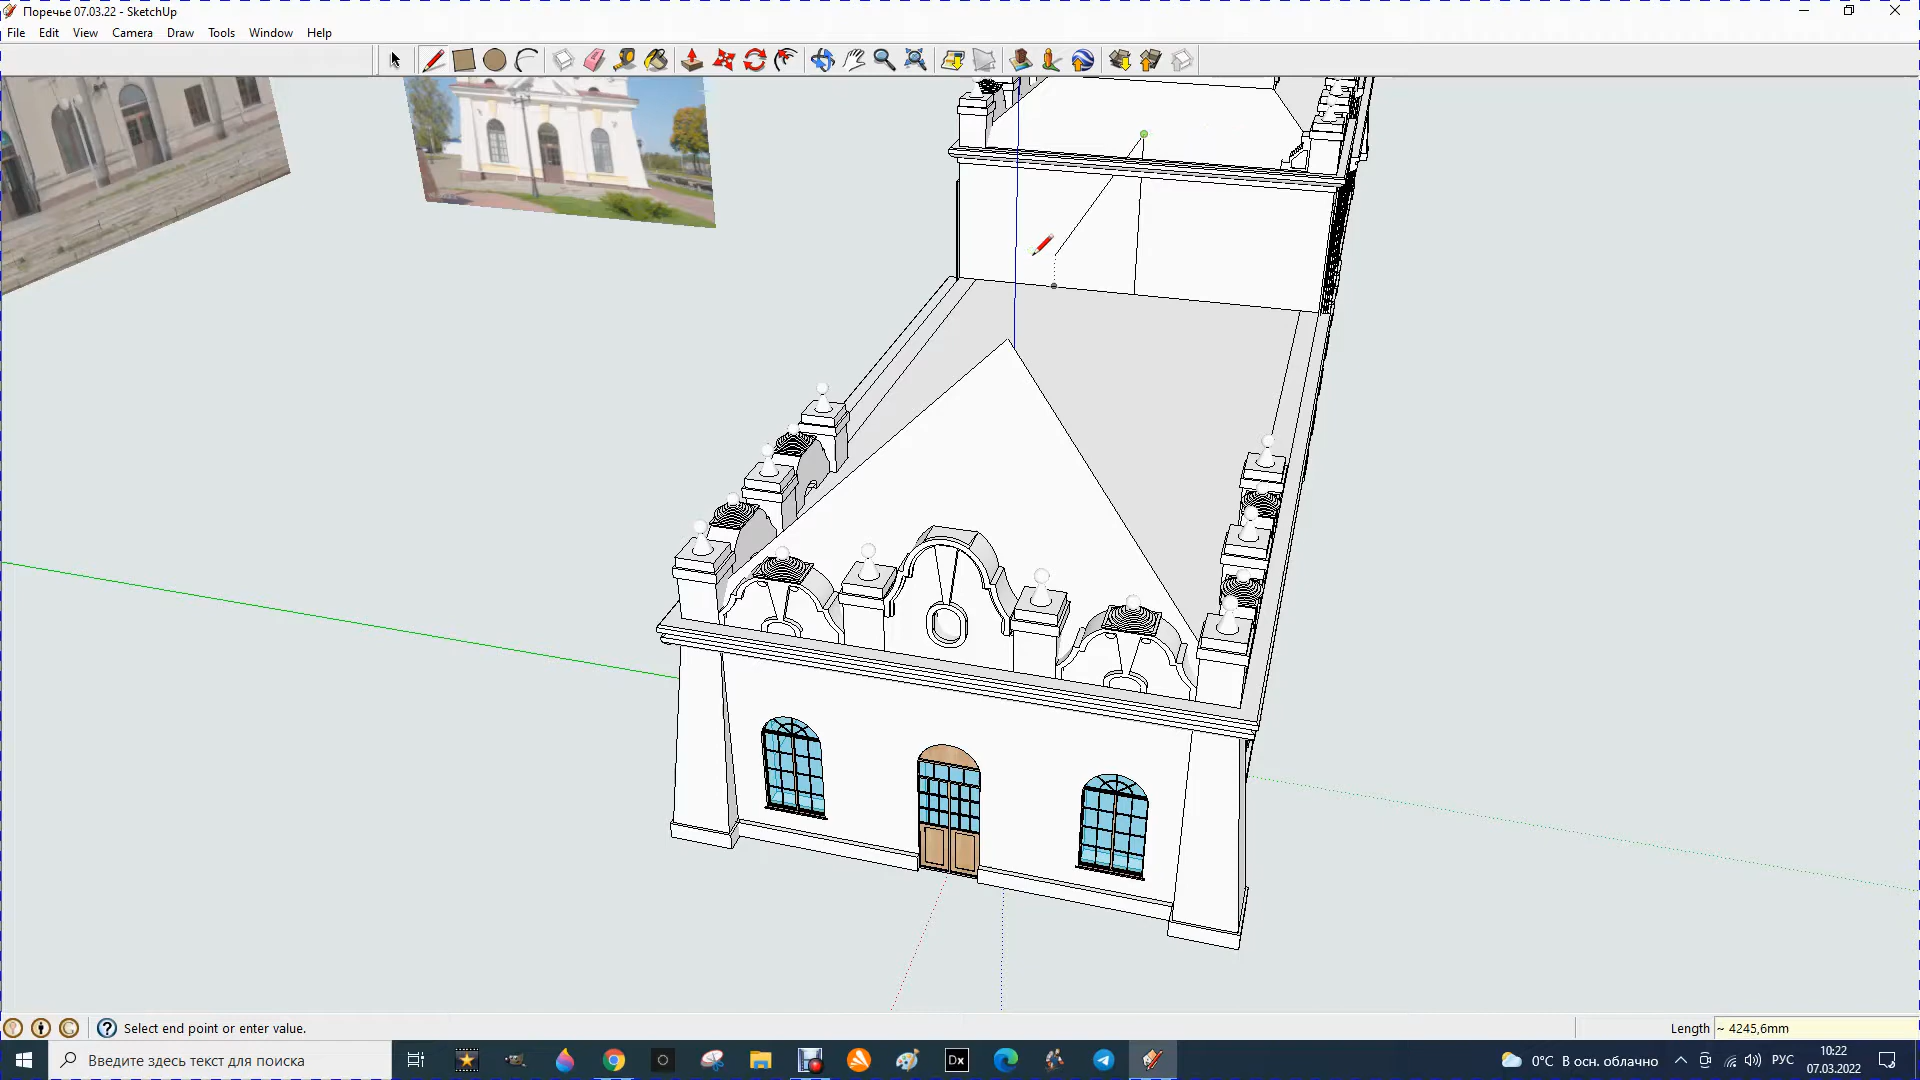 Поречье 07.03.22 - SketchUp
File Edit View Camera Draw Tools Window Help
Select end point or enter value.
Length ~ 4245,6mm
Введите здесь текст для поиска
Dx
0°C В осн. облачно
РУС
10:22
07.03.2022